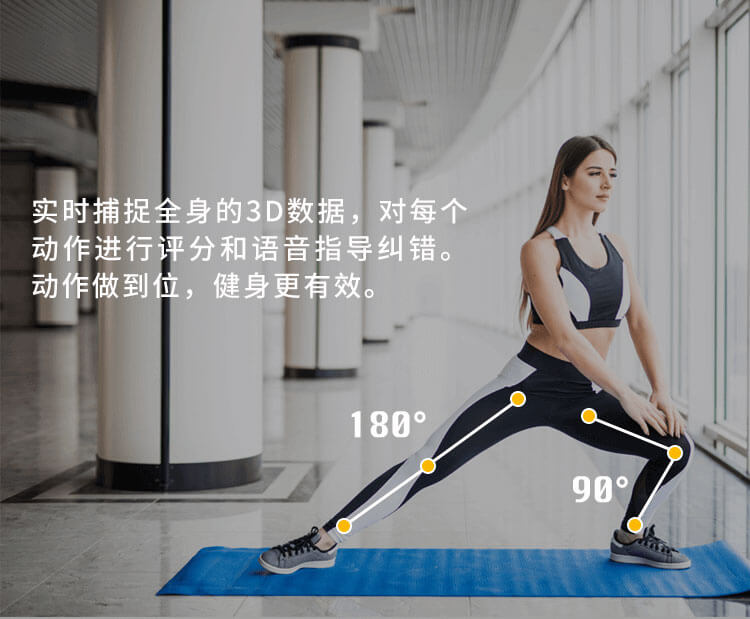 实时捕捉全身的3D数据，对每个
动作进行评分和语音指导纠错。
动作做到位，健身更有效。
180°
90°